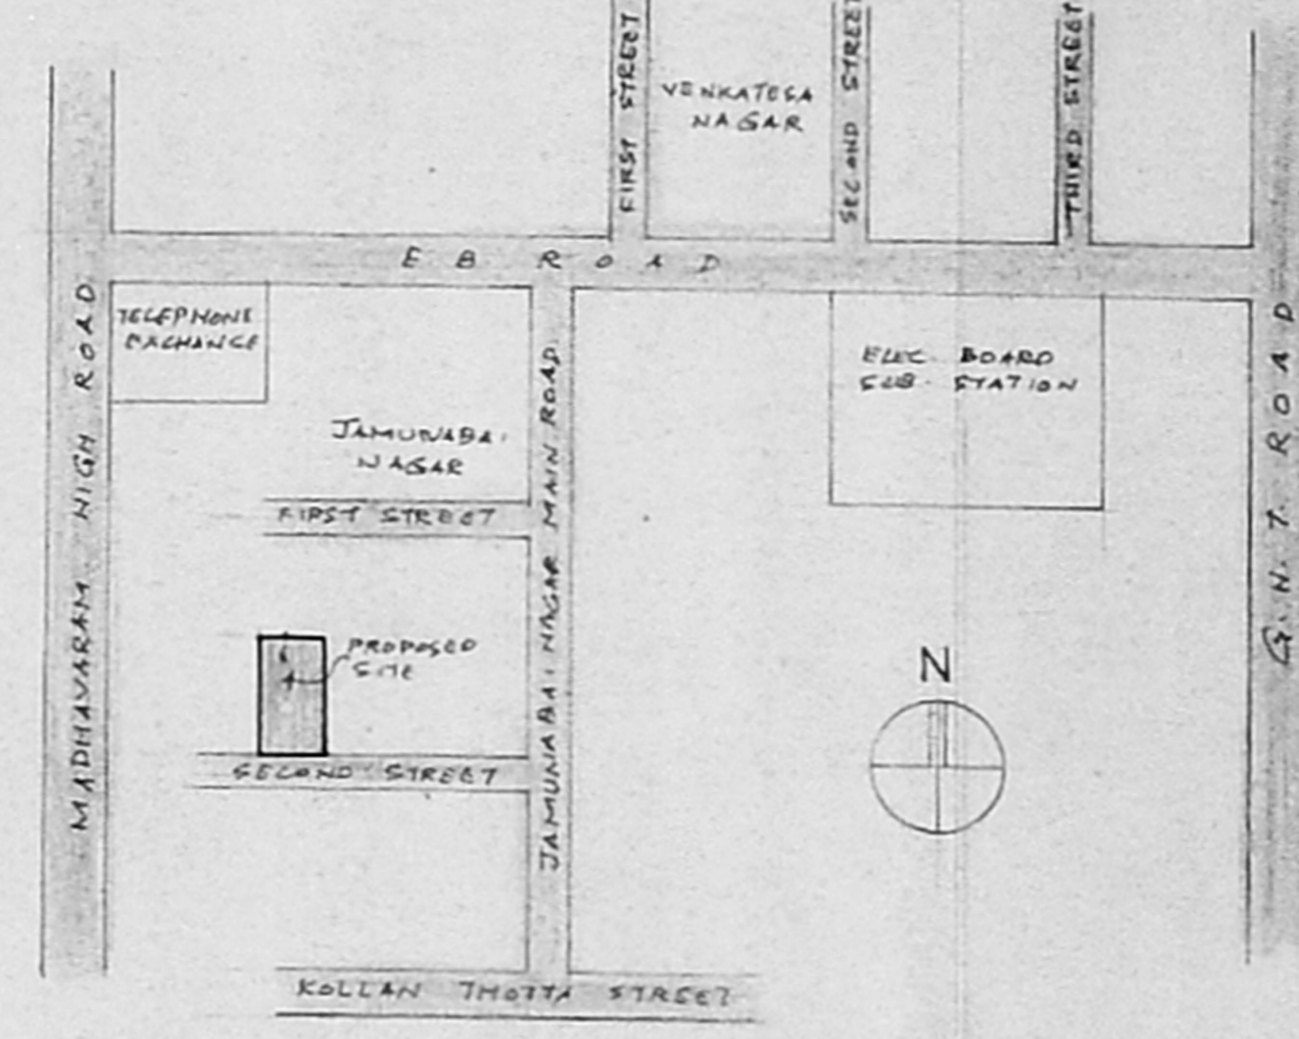 FIRST STREET
VENKATESA
NAGAR
SECOND STREET
THIRD STREET
E B ROAD
TELEPHONE
EXCHANGE
MADHAVARAM HIGH ROAD
JAMUNABAI NAGAR MAIN ROAD
ELEC. BOARD
SUB. STATION
G.N.T. ROAD
JAMUNABAI
NAGAR
FIRST STREET
PROPOSED
SITE
N
SECOND STREET
KOLLAN THOTTA STREET